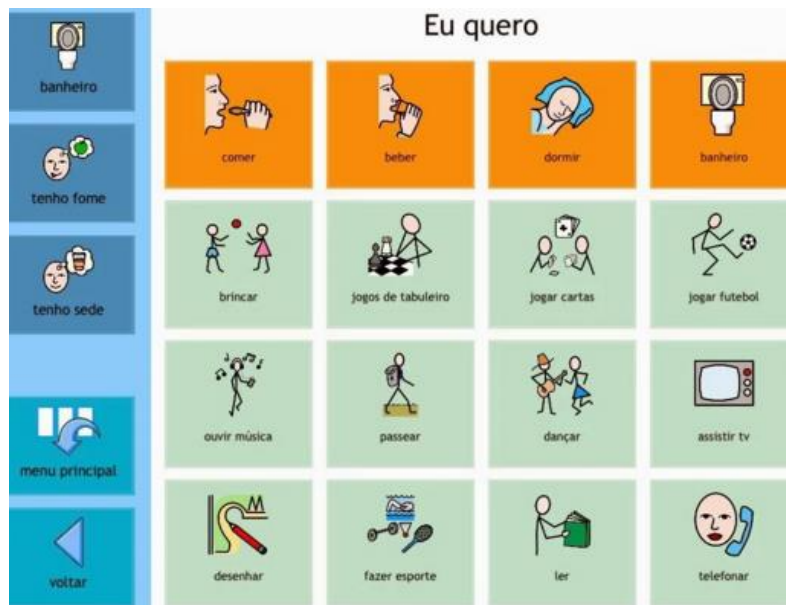 Eu quero
banheiro
tenho fome
tenho sede
menu principal
voltar
comer
beber
dormir
banheiro
brincar
jogos de tabuleiro
jogar cartas
jogar futebol
ouvir música
passear
dançar
assistir tv
desenhar
fazer esporte
ler
telefonar